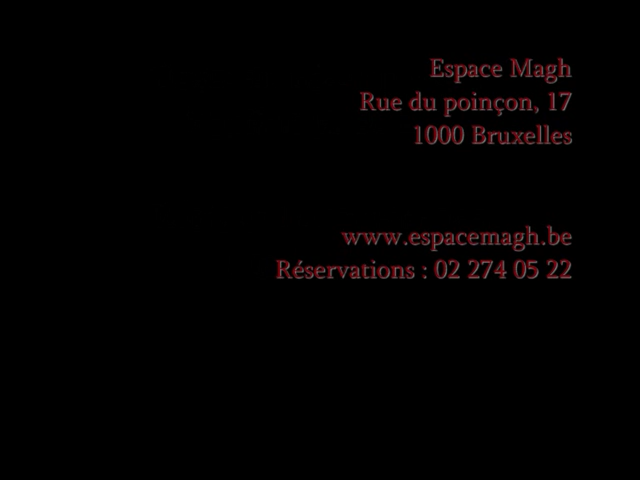 Espace Magh
Rue du poinçon, 17
1000 Bruxelles
www.espacemagh.be
Réservations : 02 274 05 22